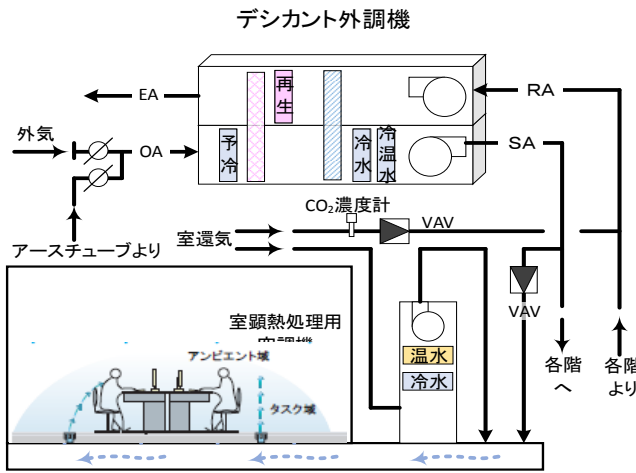 デシカント外調機
EA
再生
RA
外気
OA
予冷
冷水
冷温水
SA
CO₂濃度計
VAV
室還気
アースチューブより
VAV
室顕熱処理用
アンビエント域
温水
冷水
タスク域
各階
へ
各階
より